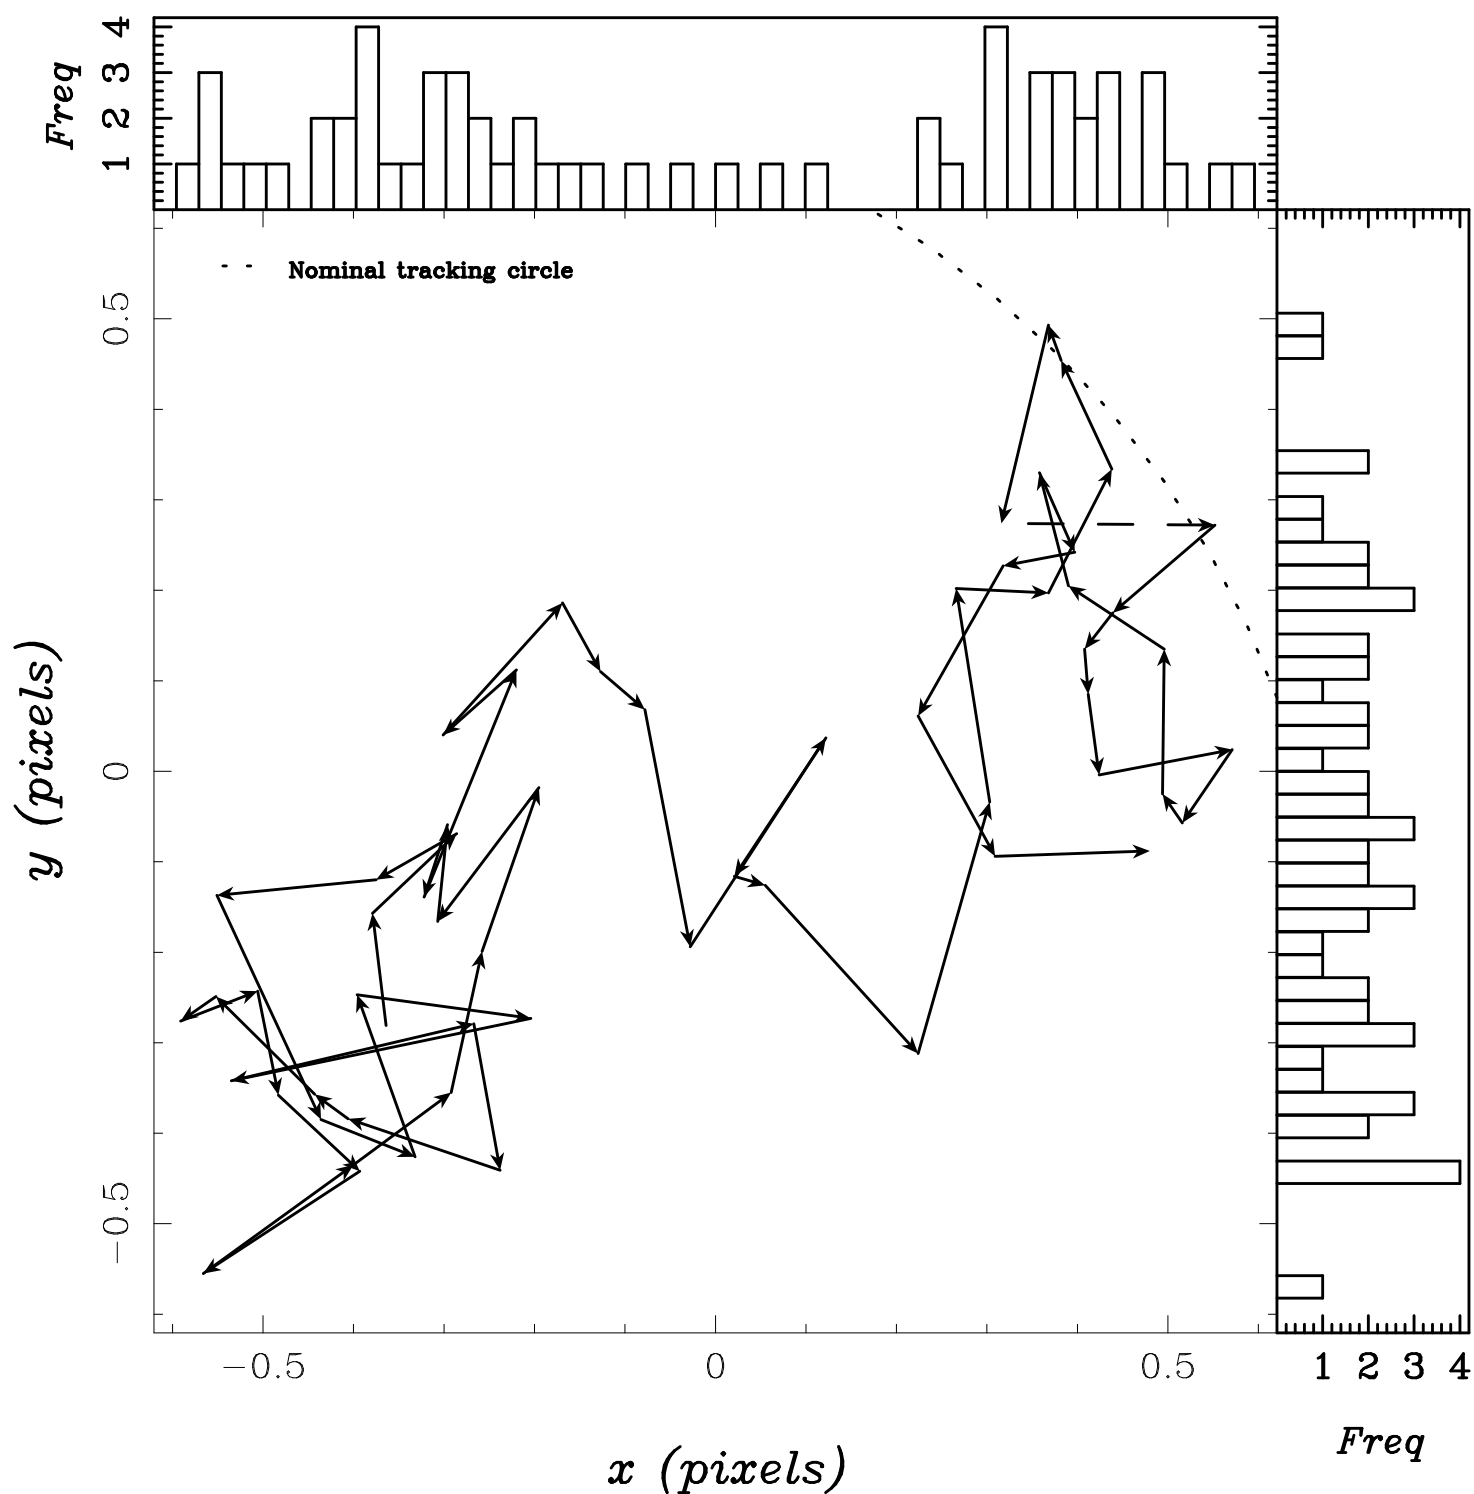 Freq
1 2 3 4
Nominal tracking circle
0.5
0
−0.5
y (pixels)
−0.5 0 0.5
x (pixels)
1 2 3 4
Freq